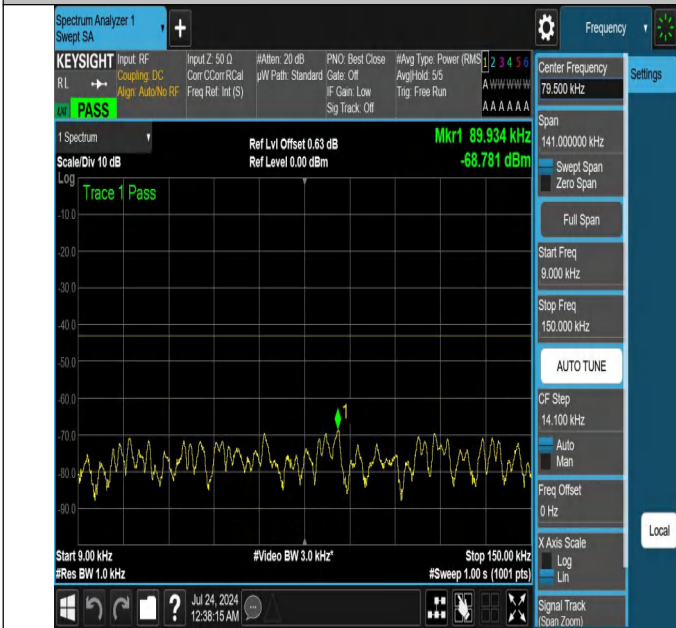 Spectrum Analyzer 1
Swept SA
+
Frequency
KEYSIGHT
RL
PASS
Input: RF
Coupling: DC
Align: Auto/No RF
Input Z: 50 Ω
Corr CCorr RCal
Freq Ref: Int (S)
#Atten: 20 dB
µW Path: Standard
PNO: Best Close
Gate: Off
IF Gain: Low
Sig Track: Off
#Avg Type: Power (RMS
Avg|Hold: 5/5
Trig: Free Run
1 2 3 4 5 6
A W W W W W
A A A A A A
Center Frequency
79.500 kHz
Settings
Span
141.000000 kHz
Swept Span
Zero Span
Full Span
Start Freq
9.000 kHz
Stop Freq
150.000 kHz
AUTO TUNE
CF Step
14.100 kHz
Auto
Man
Freq Offset
0 Hz
X Axis Scale
Log
Lin
Signal Track
(Span Zoom)
Local
1 Spectrum
Scale/Div 10 dB
Ref Lvl Offset 0.63 dB
Ref Level 0.00 dBm
Mkr1 89.934 kHz
-68.781 dBm
Log
Trace 1 Pass
-10.0
-20.0
-30.0
-40.0
-50.0
-60.0
1
-70.0
-80.0
-90.0
Start 9.00 kHz
#Video BW 3.0 kHz*
Stop 150.00 kHz
#Res BW 1.0 kHz
#Sweep 1.00 s (1001 pts)
?
Jul 24, 2024
12:38:15 AM